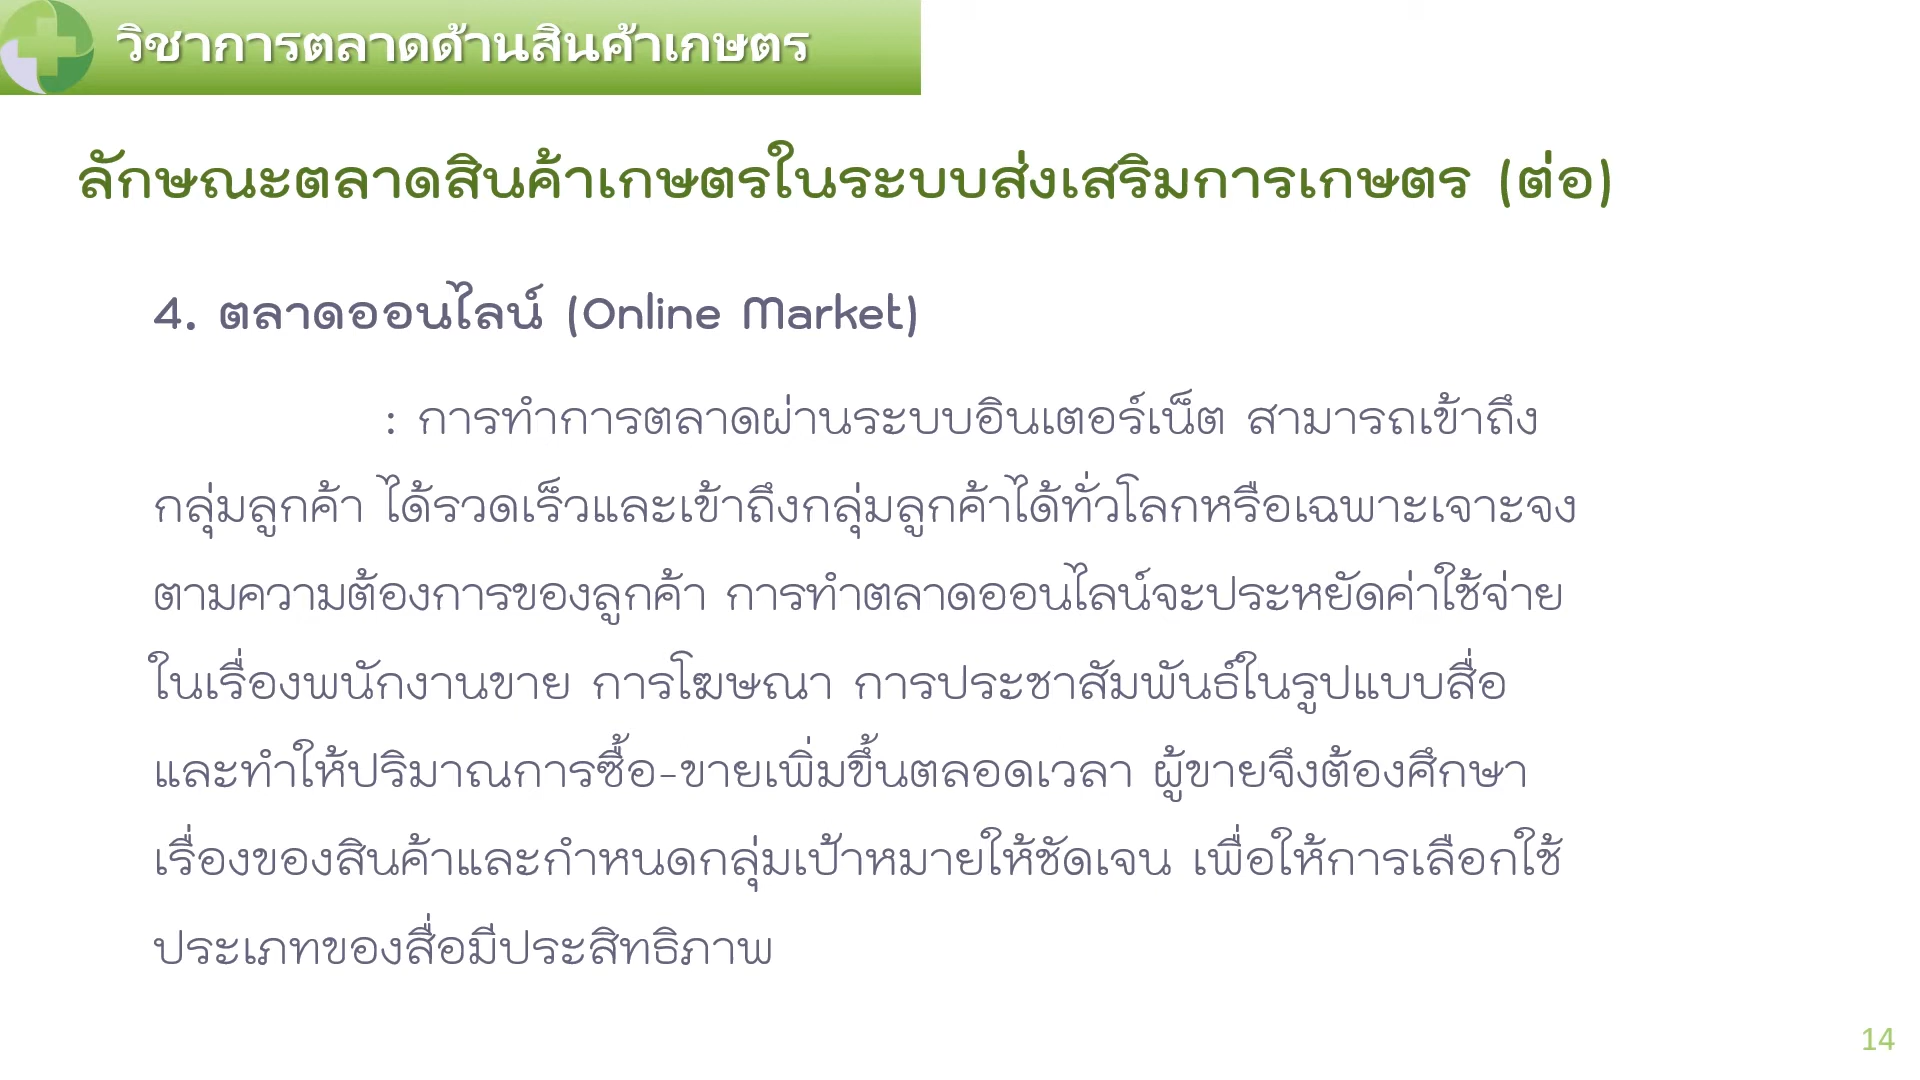 วิชาการตลาดด้านสินค้าเกษตร
ลักษณะตลาดสินค้าเกษตรในระบบส่งเสริมการเกษตร (ต่อ)
4. ตลาดออนไลน์ (Online Market)
: การทำการตลาดผ่านระบบอินเตอร์เน็ต สามารถเข้าถึง
กลุ่มลูกค้า ได้รวดเร็วและเข้าถึงกลุ่มลูกค้าได้ทั่วโลกหรือเฉพาะเจาะจง
ตามความต้องการของลูกค้า การทำตลาดออนไลน์จะประหยัดค่าใช้จ่าย
ในเรื่องพนักงานขาย การโฆษณา การประชาสัมพันธ์ในรูปแบบสื่อ
และทำให้ปริมาณการซื้อ-ขายเพิ่มขึ้นตลอดเวลา ผู้ขายจึงต้องศึกษา
เรื่องของสินค้าและกำหนดกลุ่มเป้าหมายให้ชัดเจน เพื่อให้การเลือกใช้
ประเภทของสื่อมีประสิทธิภาพ
14